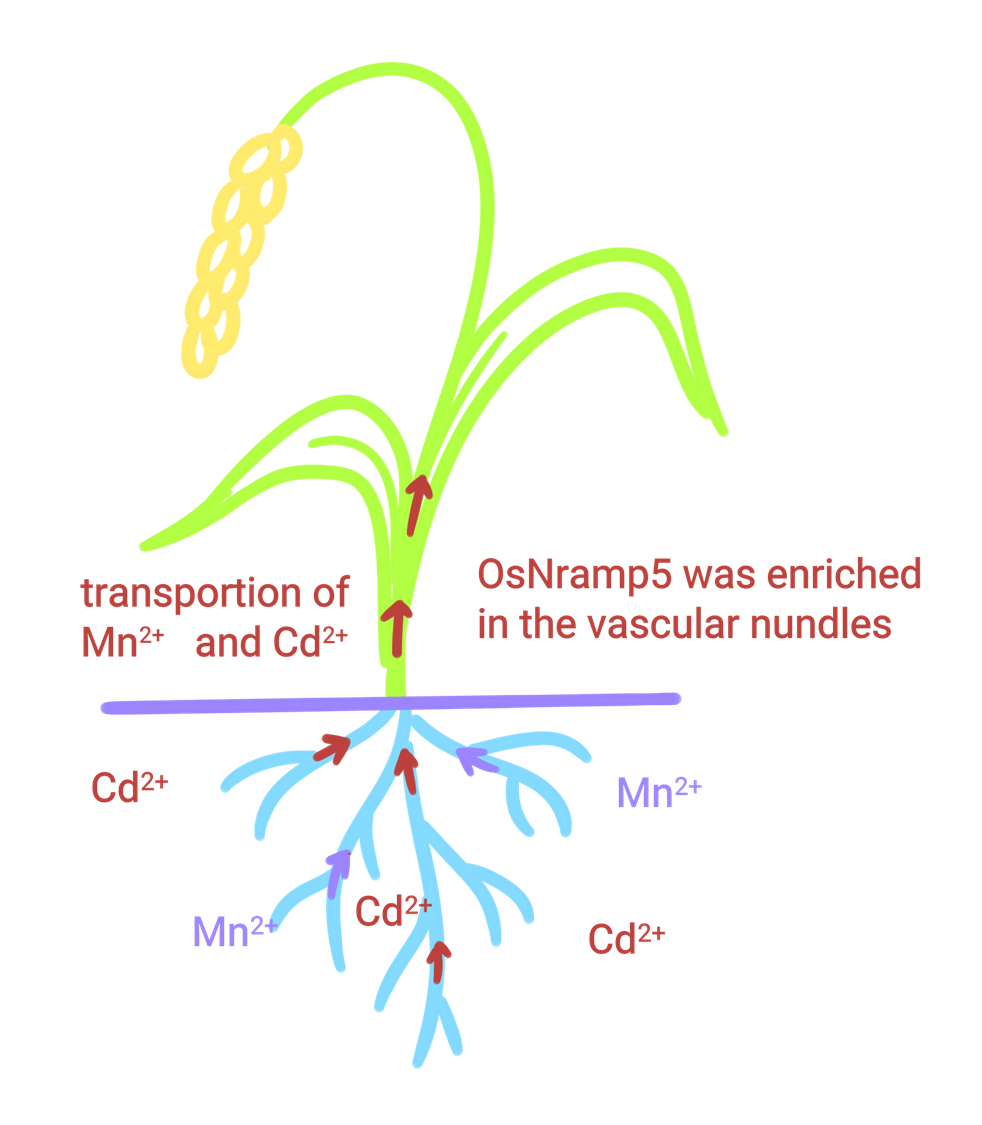 transportion of
Mn²⁺ and Cd²⁺
OsNramp5 was enriched
in the vascular nundles
Cd²⁺
Mn²⁺
Cd²⁺
Mn²⁺
Cd²⁺